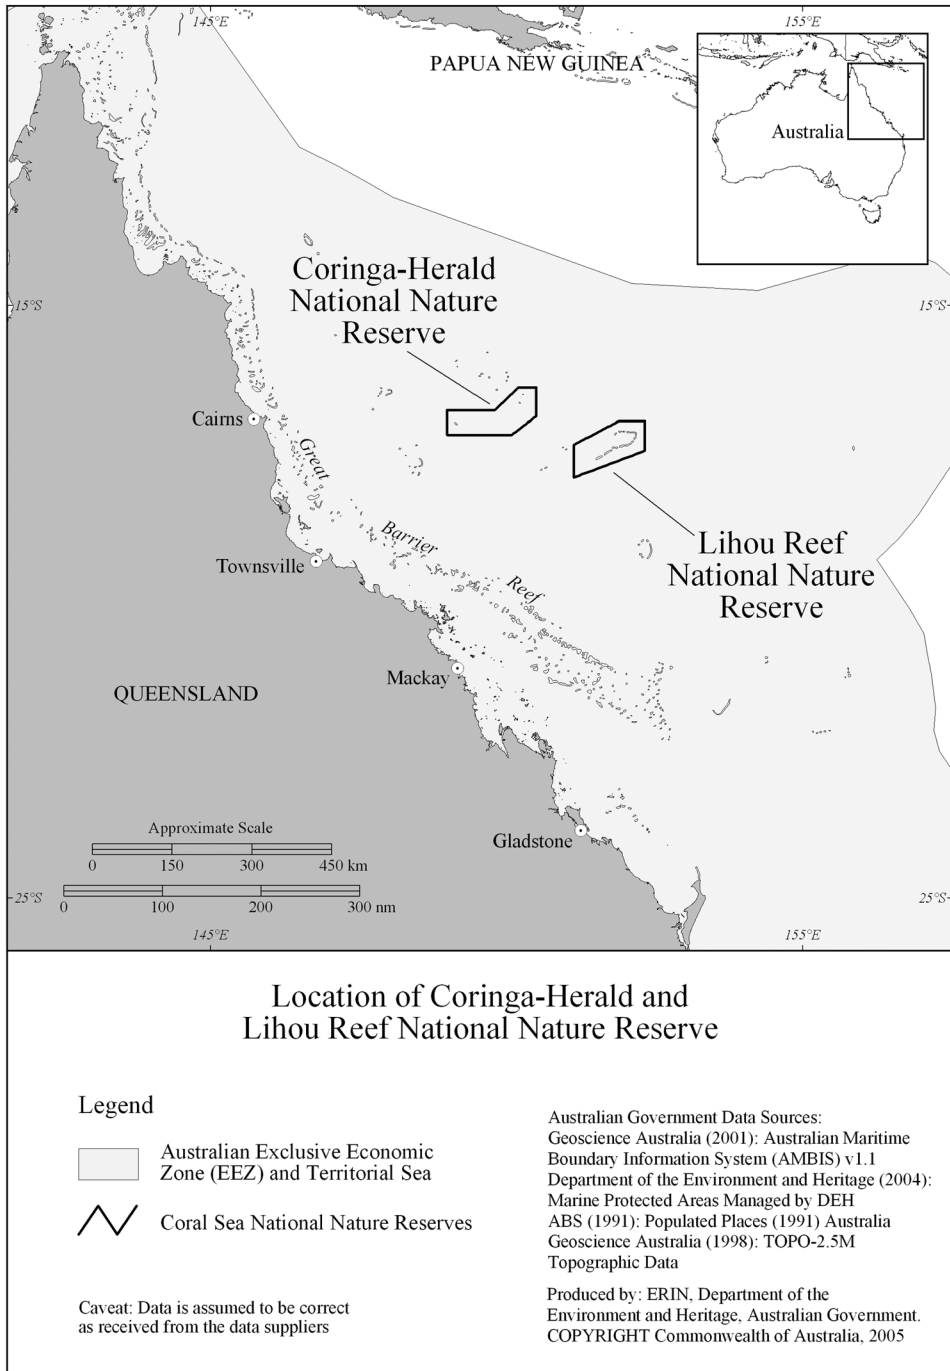 145°E
155°E
PAPUA NEW GUINEA
Australia
Coringa-Herald
National Nature
Reserve
15°S
15°S
Cairns
Great
Barrier
Reef
Townsville
Lihou Reef
National Nature
Reserve
Mackay
QUEENSLAND
Gladstone
Approximate Scale
0 150 300 450 km
0 100 200 300 nm
25°S
25°S
145°E
155°E
Location of Coringa-Herald and
Lihou Reef National Nature Reserve
Legend
Australian Exclusive Economic
Zone (EEZ) and Territorial Sea
Coral Sea National Nature Reserves
Caveat: Data is assumed to be correct
as received from the data suppliers
Australian Government Data Sources:
Geoscience Australia (2001): Australian Maritime
Boundary Information System (AMBIS) v1.1
Department of the Environment and Heritage (2004):
Marine Protected Areas Managed by DEH
ABS (1991): Populated Places (1991) Australia
Geoscience Australia (1998): TOPO-2.5M
Topographic Data
Produced by: ERIN, Department of the
Environment and Heritage, Australian Government.
COPYRIGHT Commonwealth of Australia, 2005